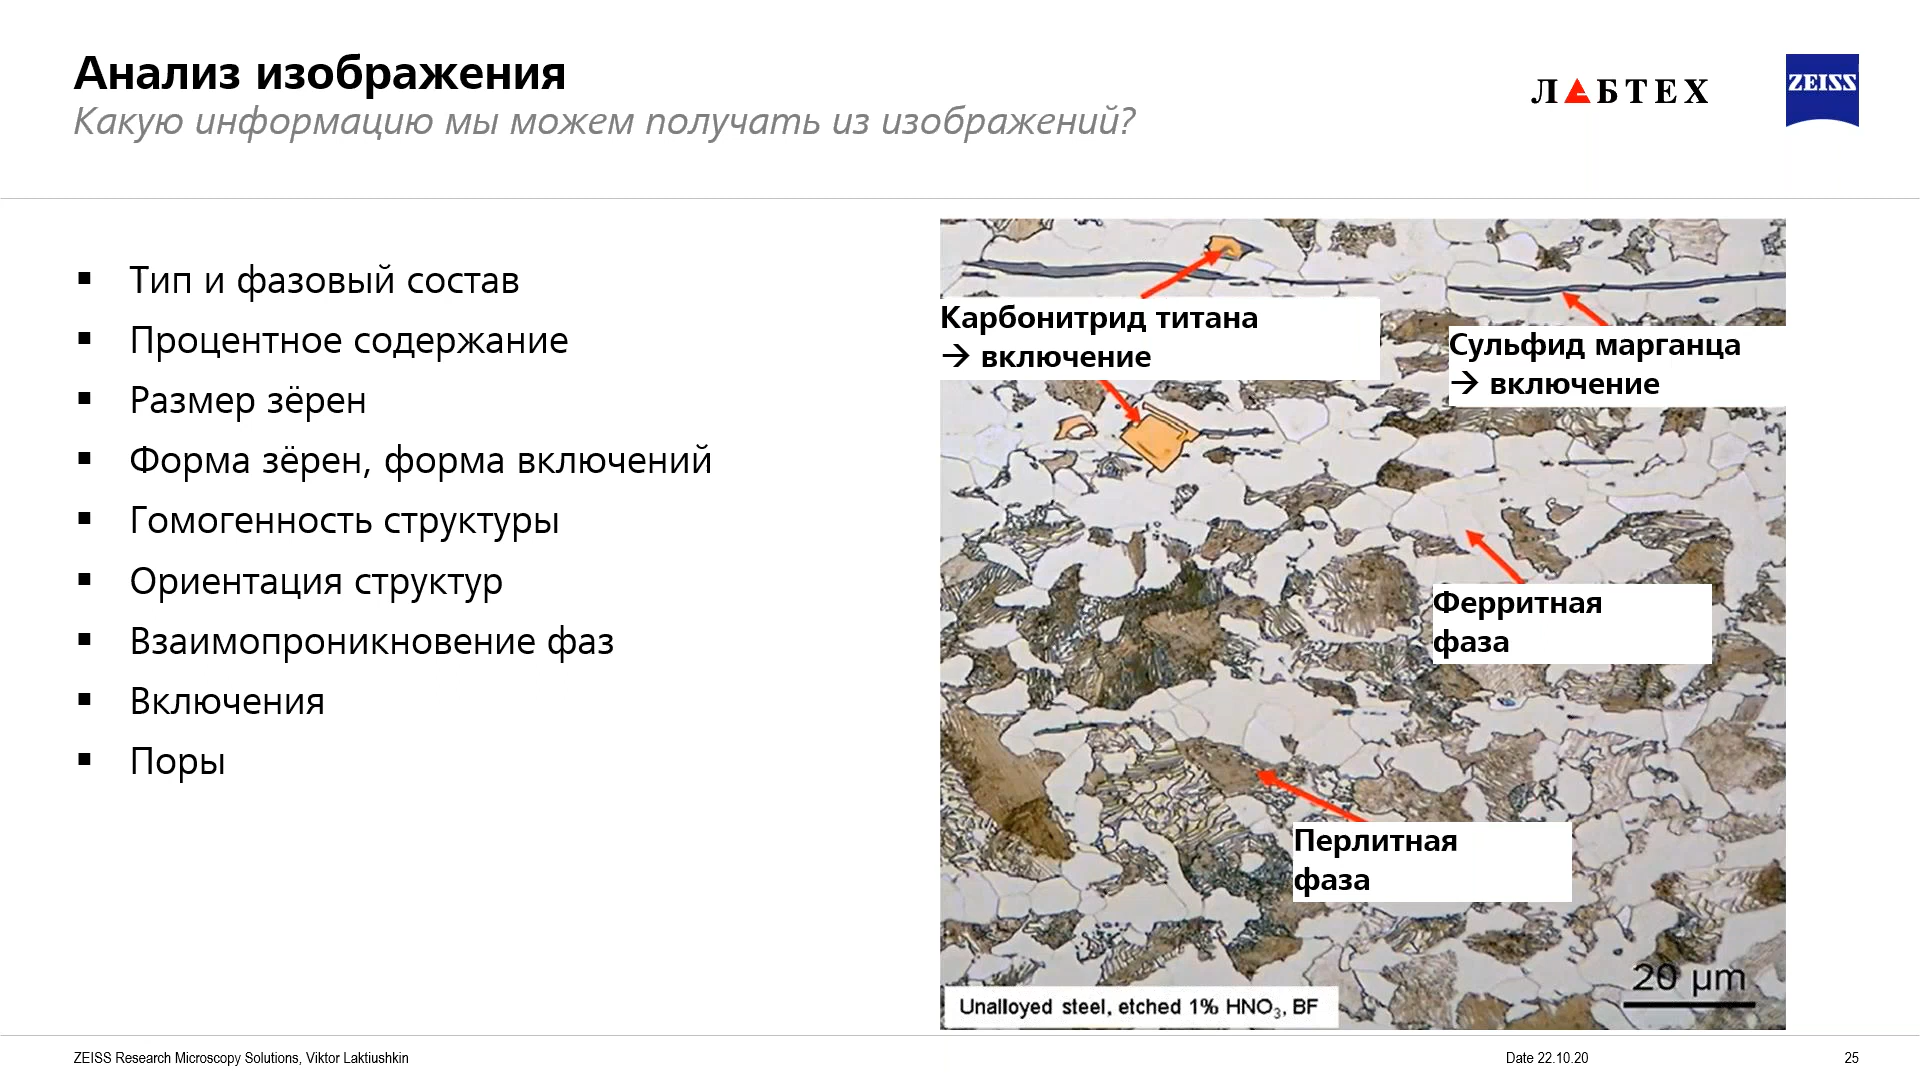 Анализ изображения
Какую информацию мы можем получать из изображений?
ЛАБТЕХ
ZEISS
▪ Тип и фазовый состав
▪ Процентное содержание
▪ Размер зёрен
▪ Форма зёрен, форма включений
▪ Гомогенность структуры
▪ Ориентация структур
▪ Взаимопроникновение фаз
▪ Включения
▪ Поры
Карбонитрид титана
→ включение
Сульфид марганца
→ включение
Ферритная
фаза
Перлитная
фаза
20 µm
Unalloyed steel, etched 1% HNO₃, BF
ZEISS Research Microscopy Solutions, Viktor Laktiushkin
Date 22.10.20
25